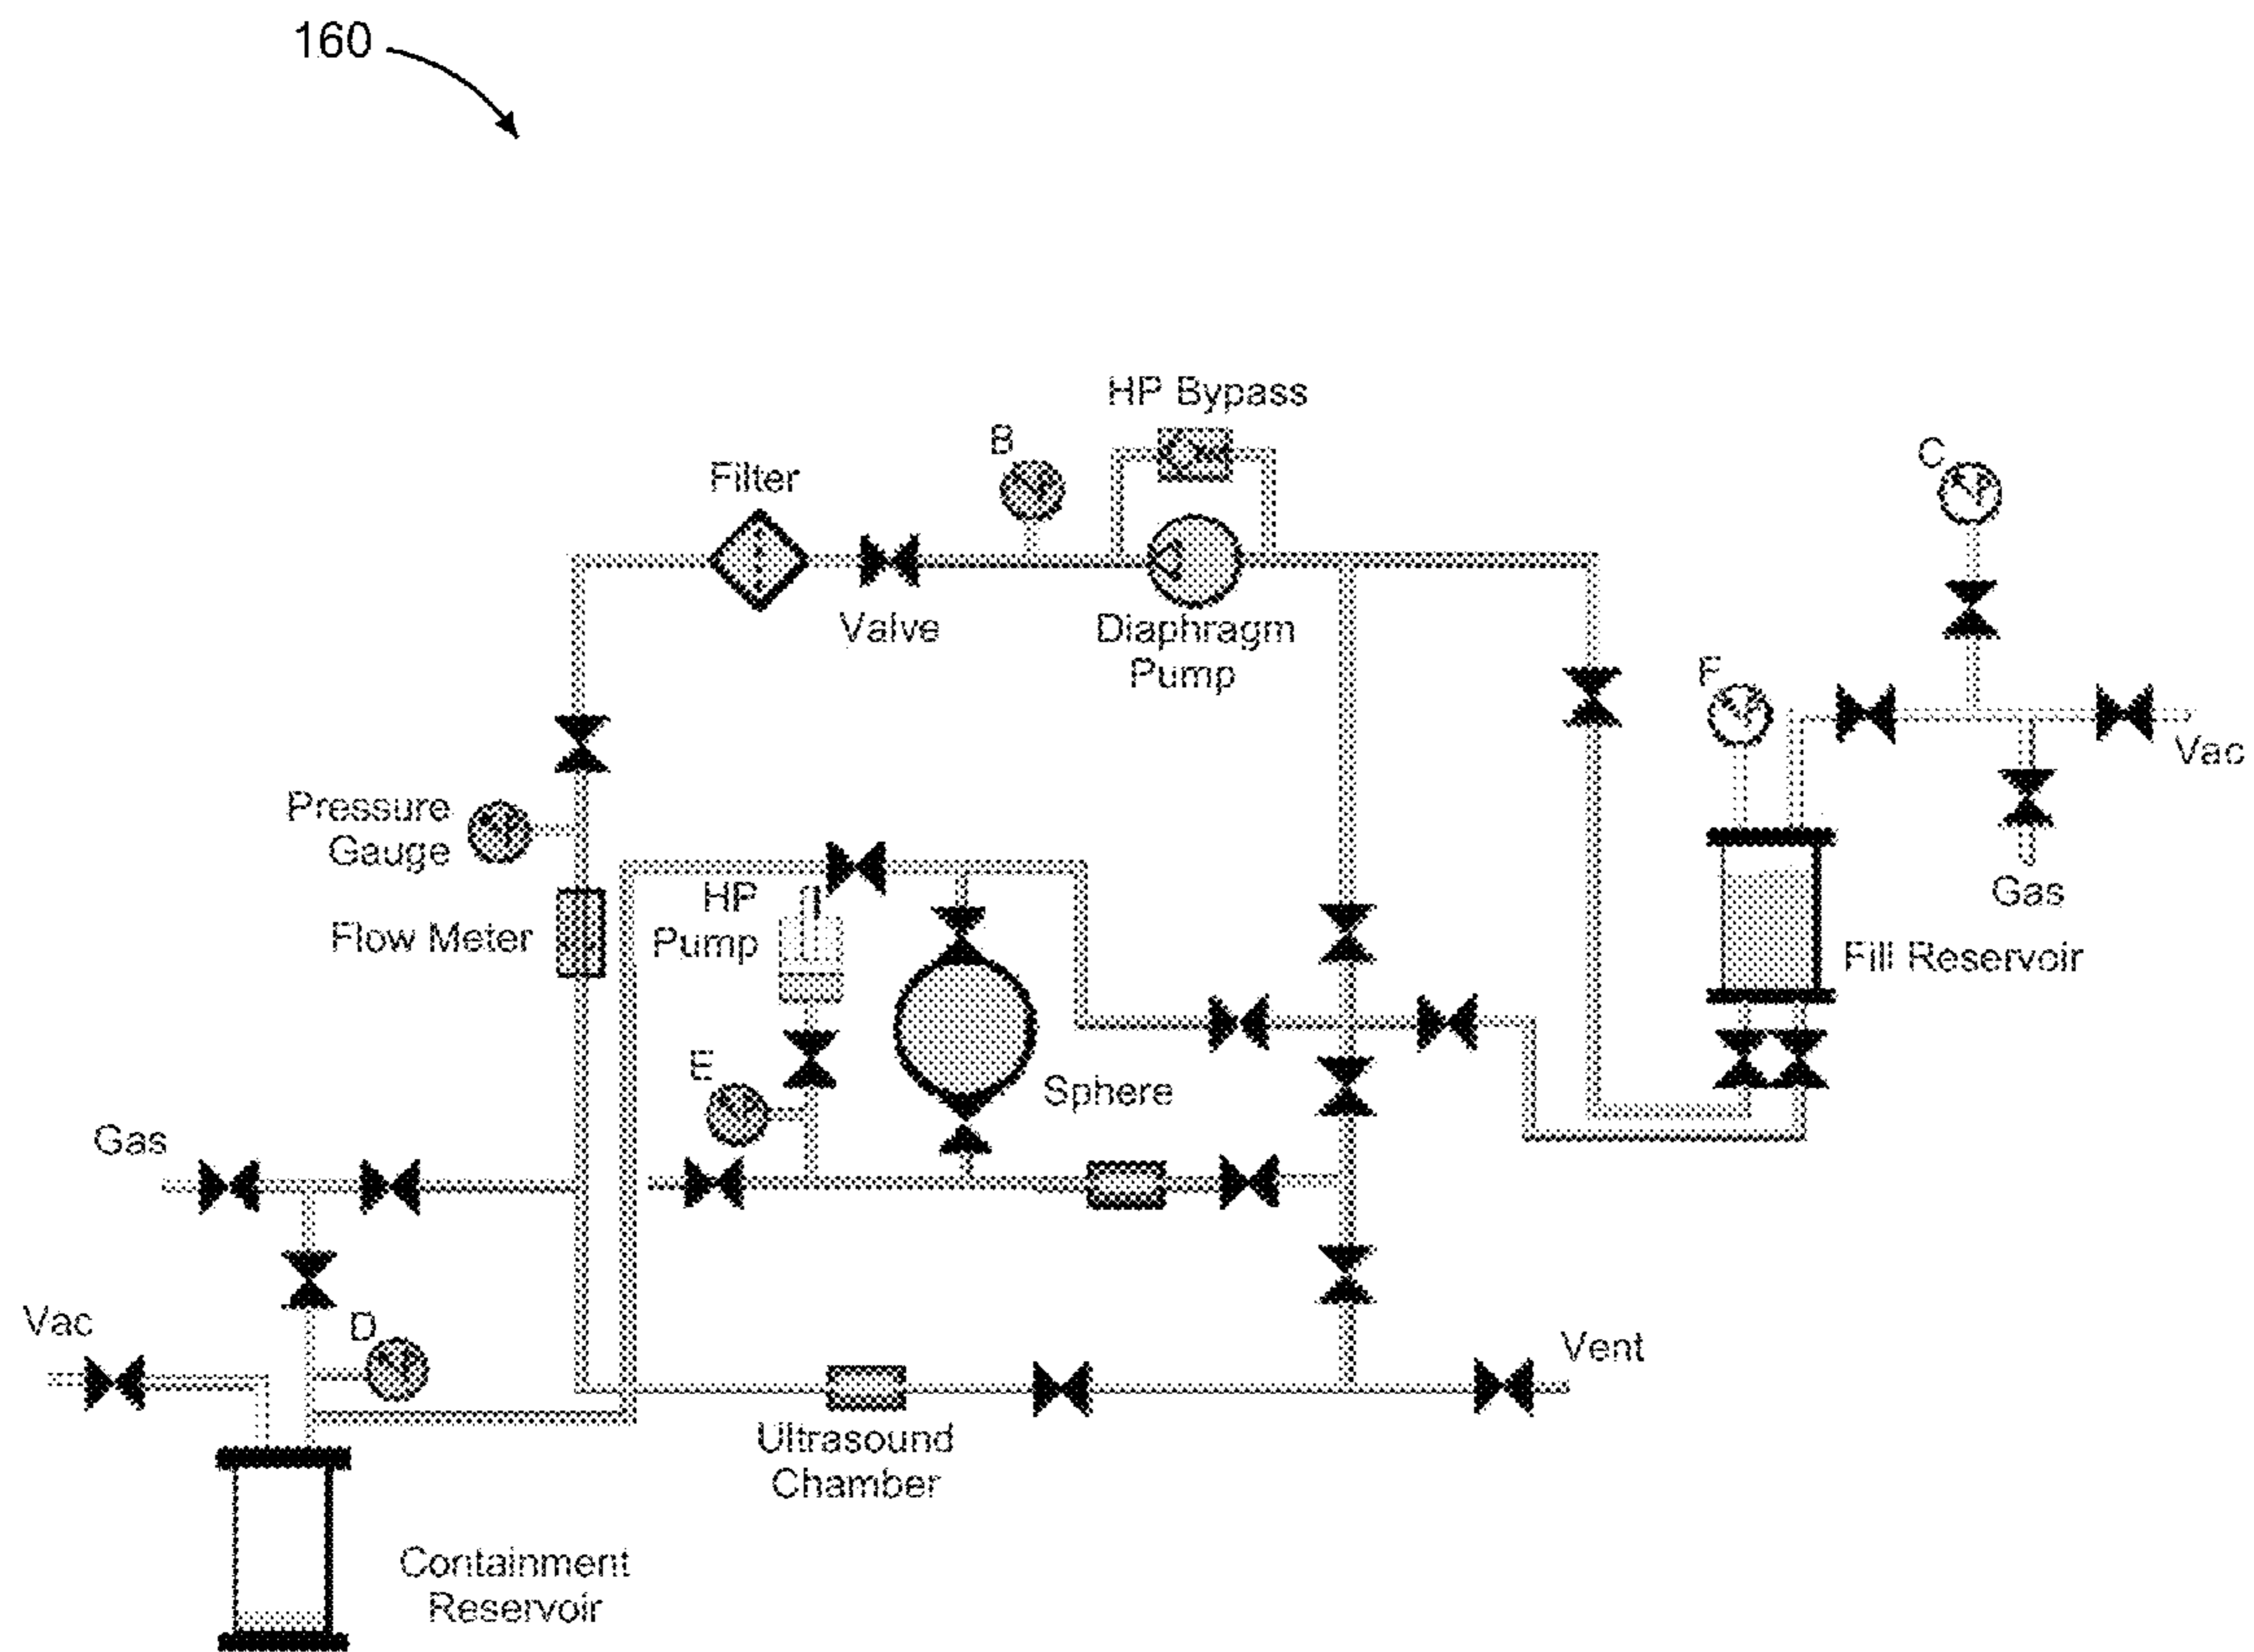 160
HP Bypass
B
C
Filter
Valve
Diaphragm
Pump
F
Vac
Pressure
Gauge
HP
Pump
Gas
Flow Meter
Fill Reservoir
E
Sphere
Gas
Vac
D
Vent
Ultrasound
Chamber
Containment
Reservoir